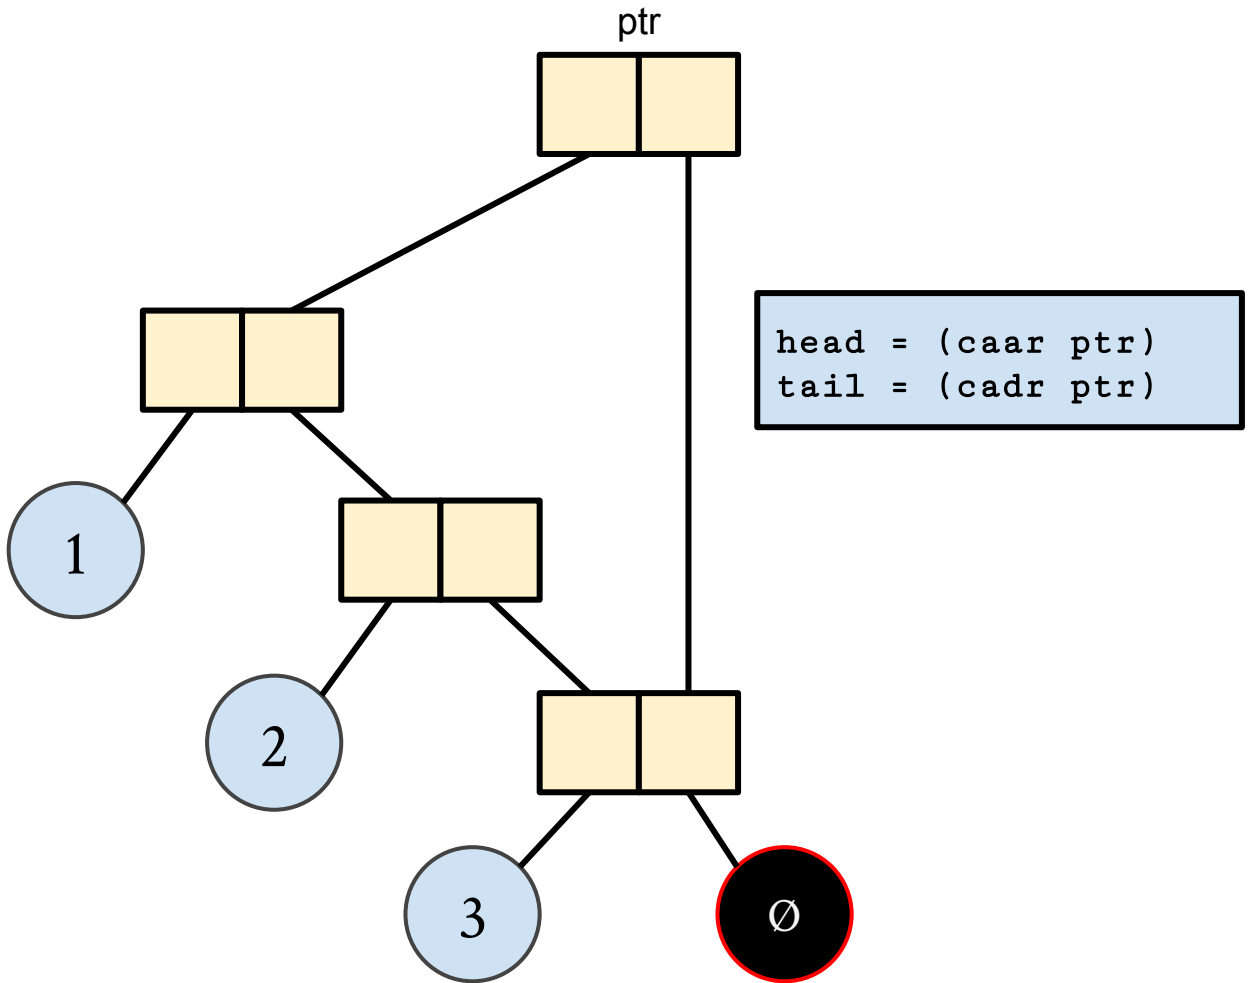 ptr
head = (caar ptr)
tail = (cadr ptr)
1
2
3
Ø